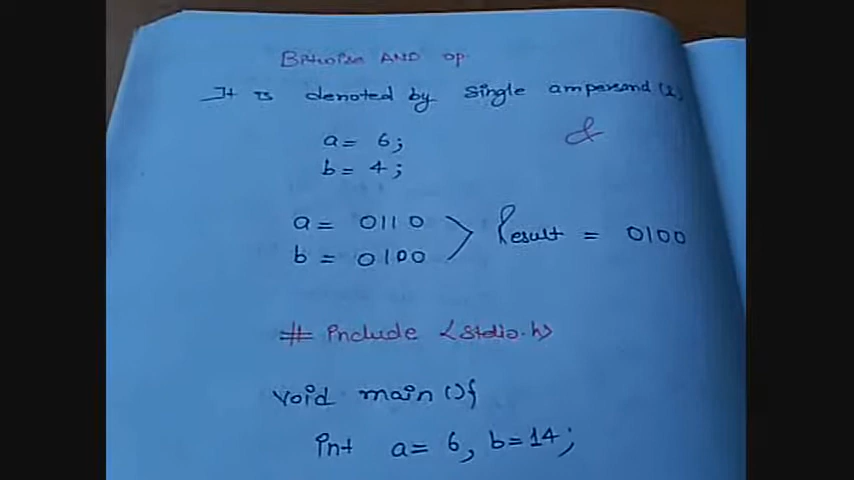 Bitwise AND op.
It is denoted by single ampersand (&)
&
a = 6;
b = 4;
a = 0110
b = 0100
Result = 0100
# include <stdio.h>
void main (){
int a= 6, b=14;